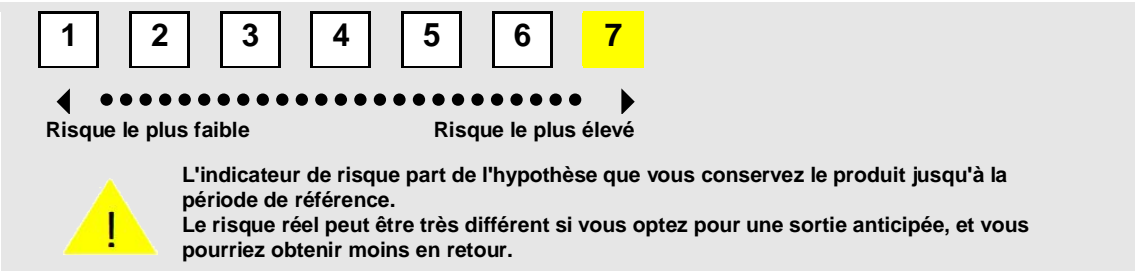 1 2 3 4 5 6 7
Risque le plus faible Risque le plus élevé
!
L'indicateur de risque part de l'hypothèse que vous conservez le produit jusqu'à la
période de référence.
Le risque réel peut être très différent si vous optez pour une sortie anticipée, et vous
pourriez obtenir moins en retour.